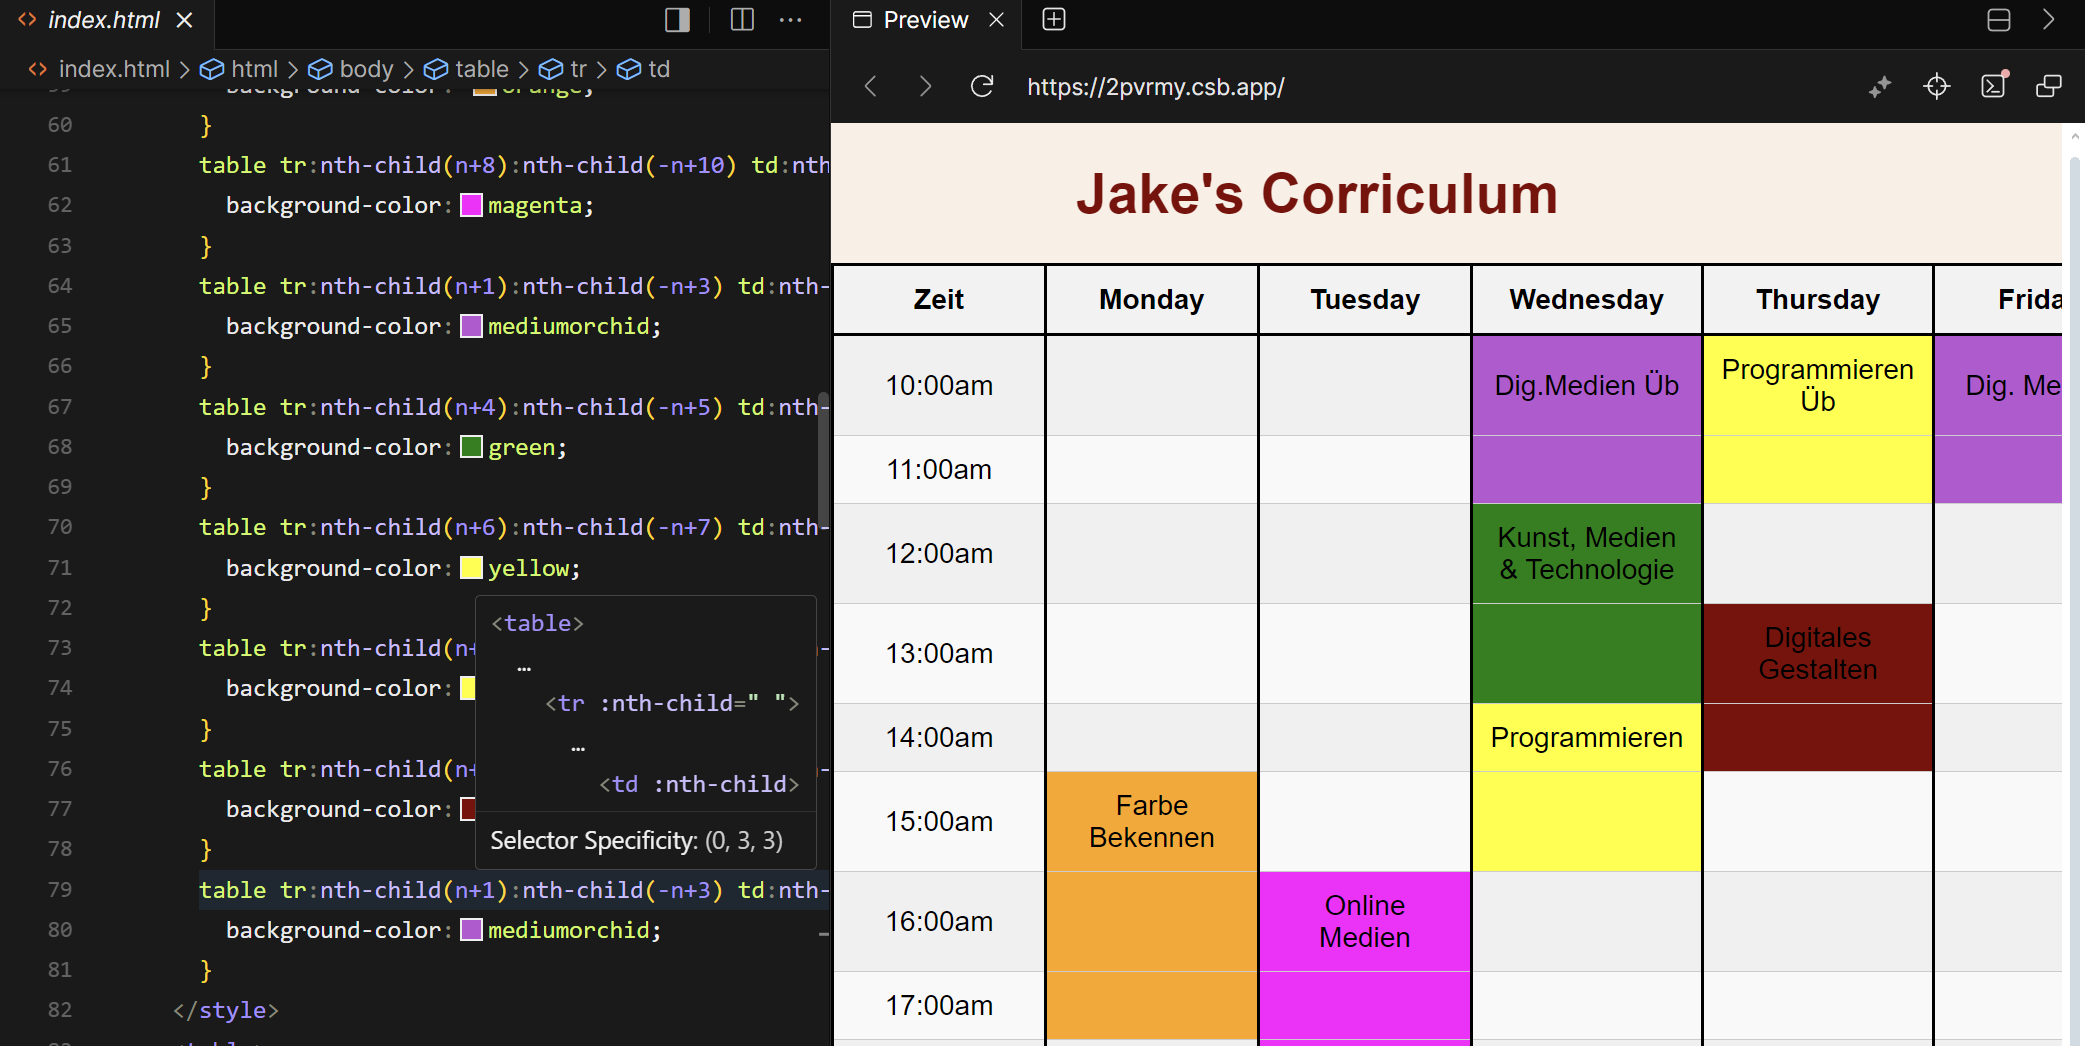 index.html
Preview
index.html > html > body > table > tr > td
https://2pvrmy.csb.app/
background-color: orange;
60 }
61 table tr:nth-child(n+8):nth-child(-n+10) td:nth
62 background-color: magenta;
63 }
64 table tr:nth-child(n+1):nth-child(-n+3) td:nth-
65 background-color: mediumorchid;
66 }
67 table tr:nth-child(n+4):nth-child(-n+5) td:nth-
68 background-color: green;
69 }
70 table tr:nth-child(n+6):nth-child(-n+7) td:nth-
71 background-color: yellow;
72 }
73 table tr:nth-child(n+
74 background-color:
75 }
76 table tr:nth-child(n+
77 background-color:
78 }
79 table tr:nth-child(n+1):nth-child(-n+3) td:nth-
80 background-color: mediumorchid;
81 }
82 </style>
<table>
…
<tr :nth-child=" ">
…
<td :nth-child>
Selector Specificity: (0, 3, 3)
Jake's Corriculum
Zeit Monday Tuesday Wednesday Thursday Frida
10:00am Dig.Medien Üb Programmieren Üb Dig. Me
11:00am
12:00am Kunst, Medien
& Technologie
13:00am Digitales
Gestalten
14:00am Programmieren
15:00am Farbe
Bekennen
16:00am Online
Medien
17:00am